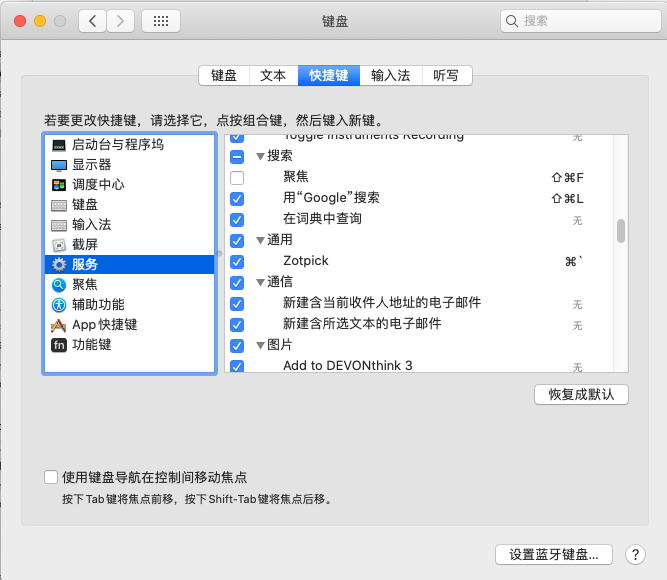 键盘
搜索
键盘 文本 快捷键 输入法 听写
若要更改快捷键，请选择它，点按组合键，然后键入新键。
启动台与程序坞
显示器
调度中心
键盘
输入法
截屏
服务
聚焦
辅助功能
App 快捷键
fn 功能键
Toggle Instruments Recording 无
搜索
聚焦 ⇧⌘F
用“Google”搜索 ⇧⌘L
在词典中查询 无
通用
Zotpick ⌘`
通信
新建含当前收件人地址的电子邮件 无
新建含所选文本的电子邮件 无
图片
Add to DEVONthink 3 无
恢复成默认
使用键盘导航在控制间移动焦点
按下 Tab 键将焦点前移，按下 Shift-Tab 键将焦点后移。
设置蓝牙键盘... ?